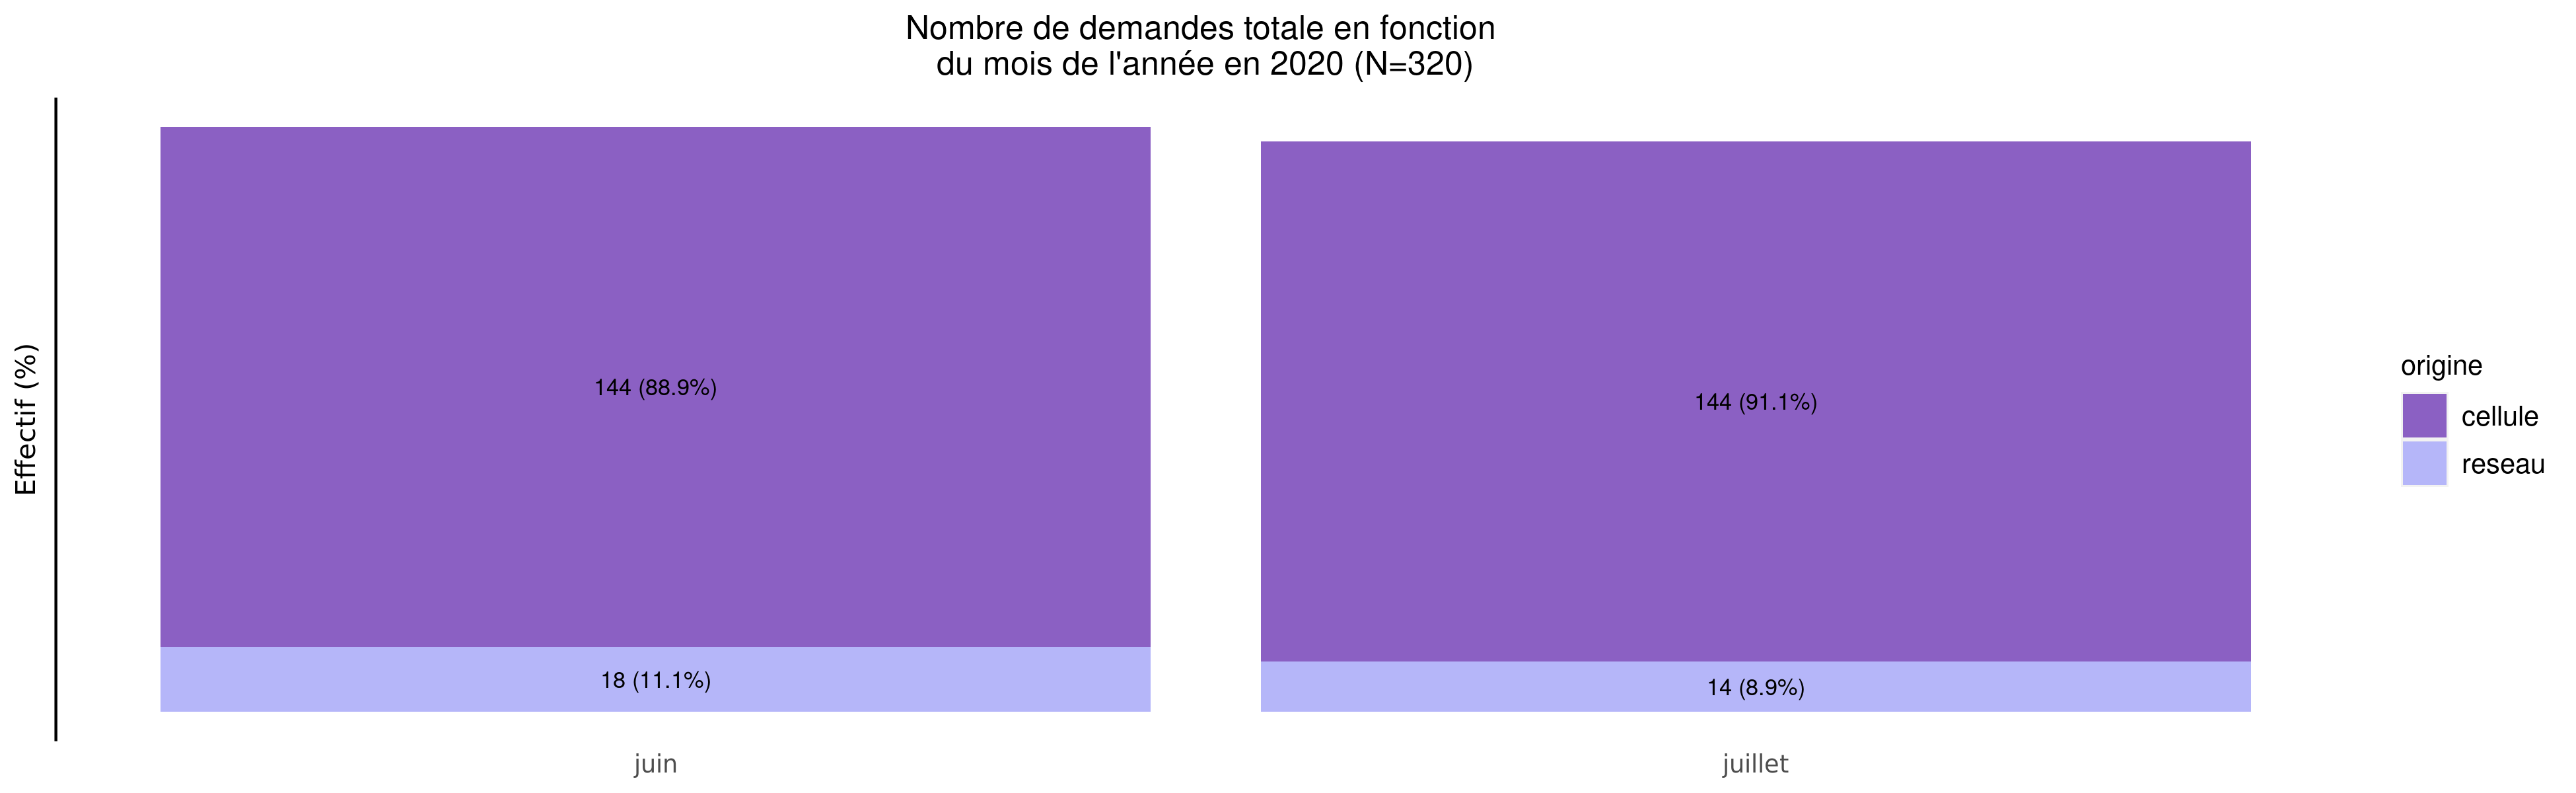 Nombre de demandes totale en fonction
du mois de l'année en 2020 (N=320)
Effectif (%)
144 (88.9%)
144 (91.1%)
18 (11.1%)
14 (8.9%)
juin
juillet
origine
cellule
reseau